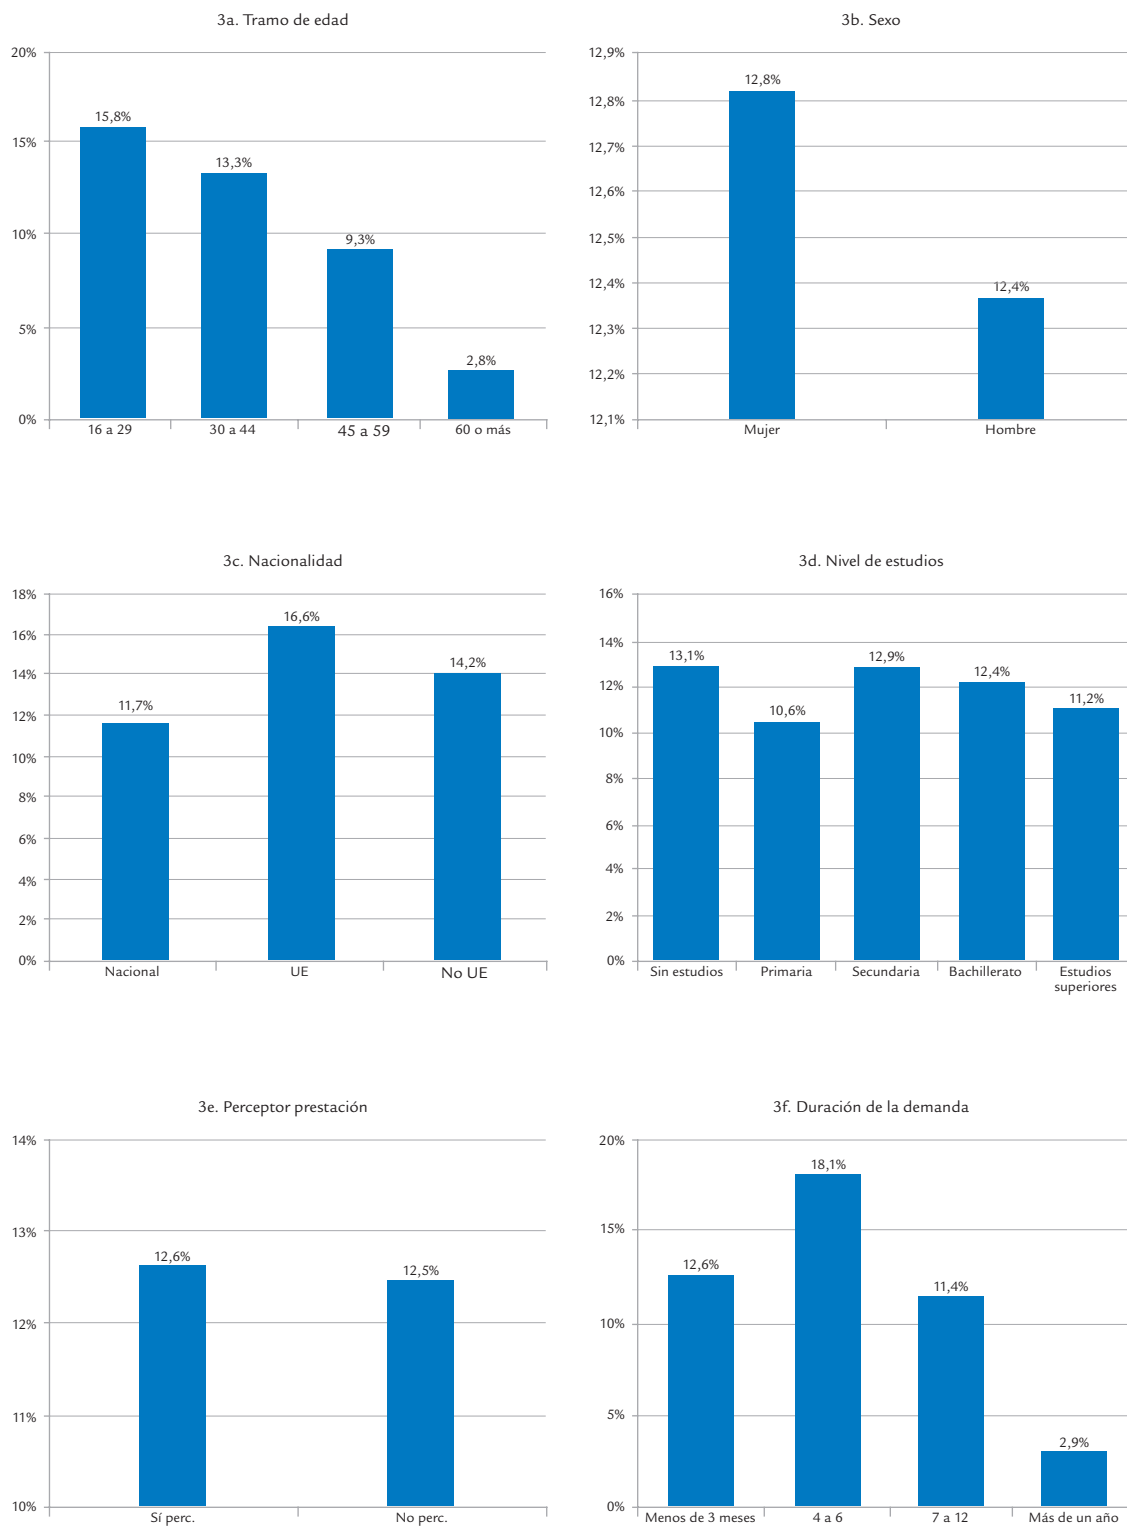 3a. Tramo de edad
20%
15%
10%
5%
0%
15,8%
13,3%
9,3%
2,8%
16 a 29
30 a 44
45 a 59
60 o más
3b. Sexo
12,9%
12,8%
12,7%
12,6%
12,5%
12,4%
12,3%
12,2%
12,1%
12,8%
12,4%
Mujer
Hombre
3c. Nacionalidad
18%
16%
14%
12%
10%
8%
6%
4%
2%
0%
11,7%
16,6%
14,2%
Nacional
UE
No UE
3d. Nivel de estudios
16%
14%
12%
10%
8%
6%
4%
2%
0%
13,1%
10,6%
12,9%
12,4%
11,2%
Sin estudios
Primaria
Secundaria
Bachillerato
Estudios
superiores
3e. Perceptor prestación
14%
13%
12%
11%
10%
12,6%
12,5%
Sí perc.
No perc.
3f. Duración de la demanda
20%
15%
10%
5%
0%
12,6%
18,1%
11,4%
2,9%
Menos de 3 meses
4 a 6
7 a 12
Más de un año